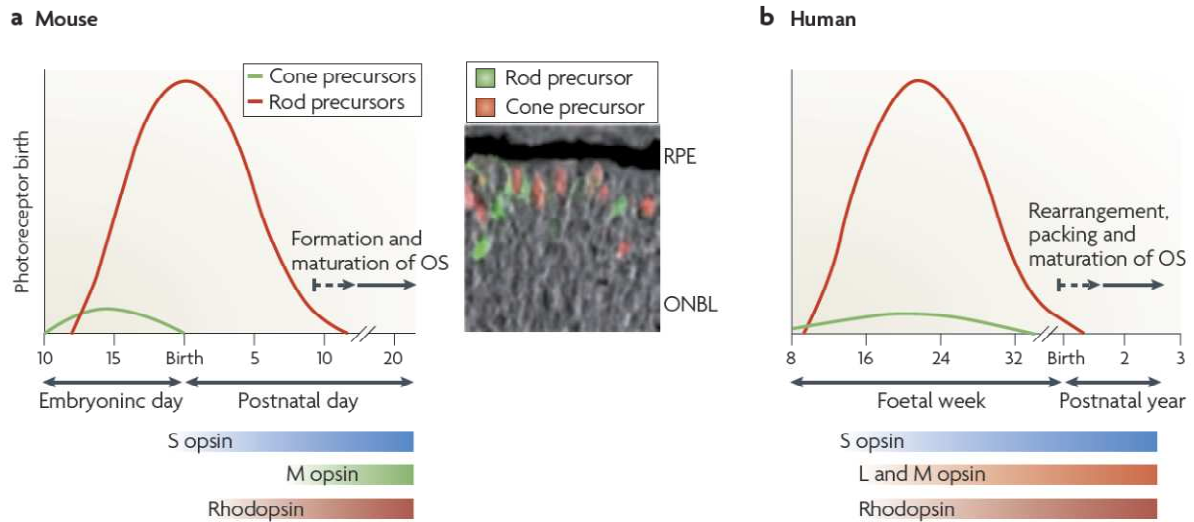 a Mouse
Cone precursors
Rod precursors
Photoreceptor birth
Formation and
maturation of OS
10 15 Birth 5 10 20
Embryoninc day Postnatal day
S opsin
M opsin
Rhodopsin
Rod precursor
Cone precursor
RPE
ONBL
b Human
Rearrangement,
packing and
maturation of OS
8 16 24 32 Birth 2 3
Foetal week Postnatal year
S opsin
L and M opsin
Rhodopsin